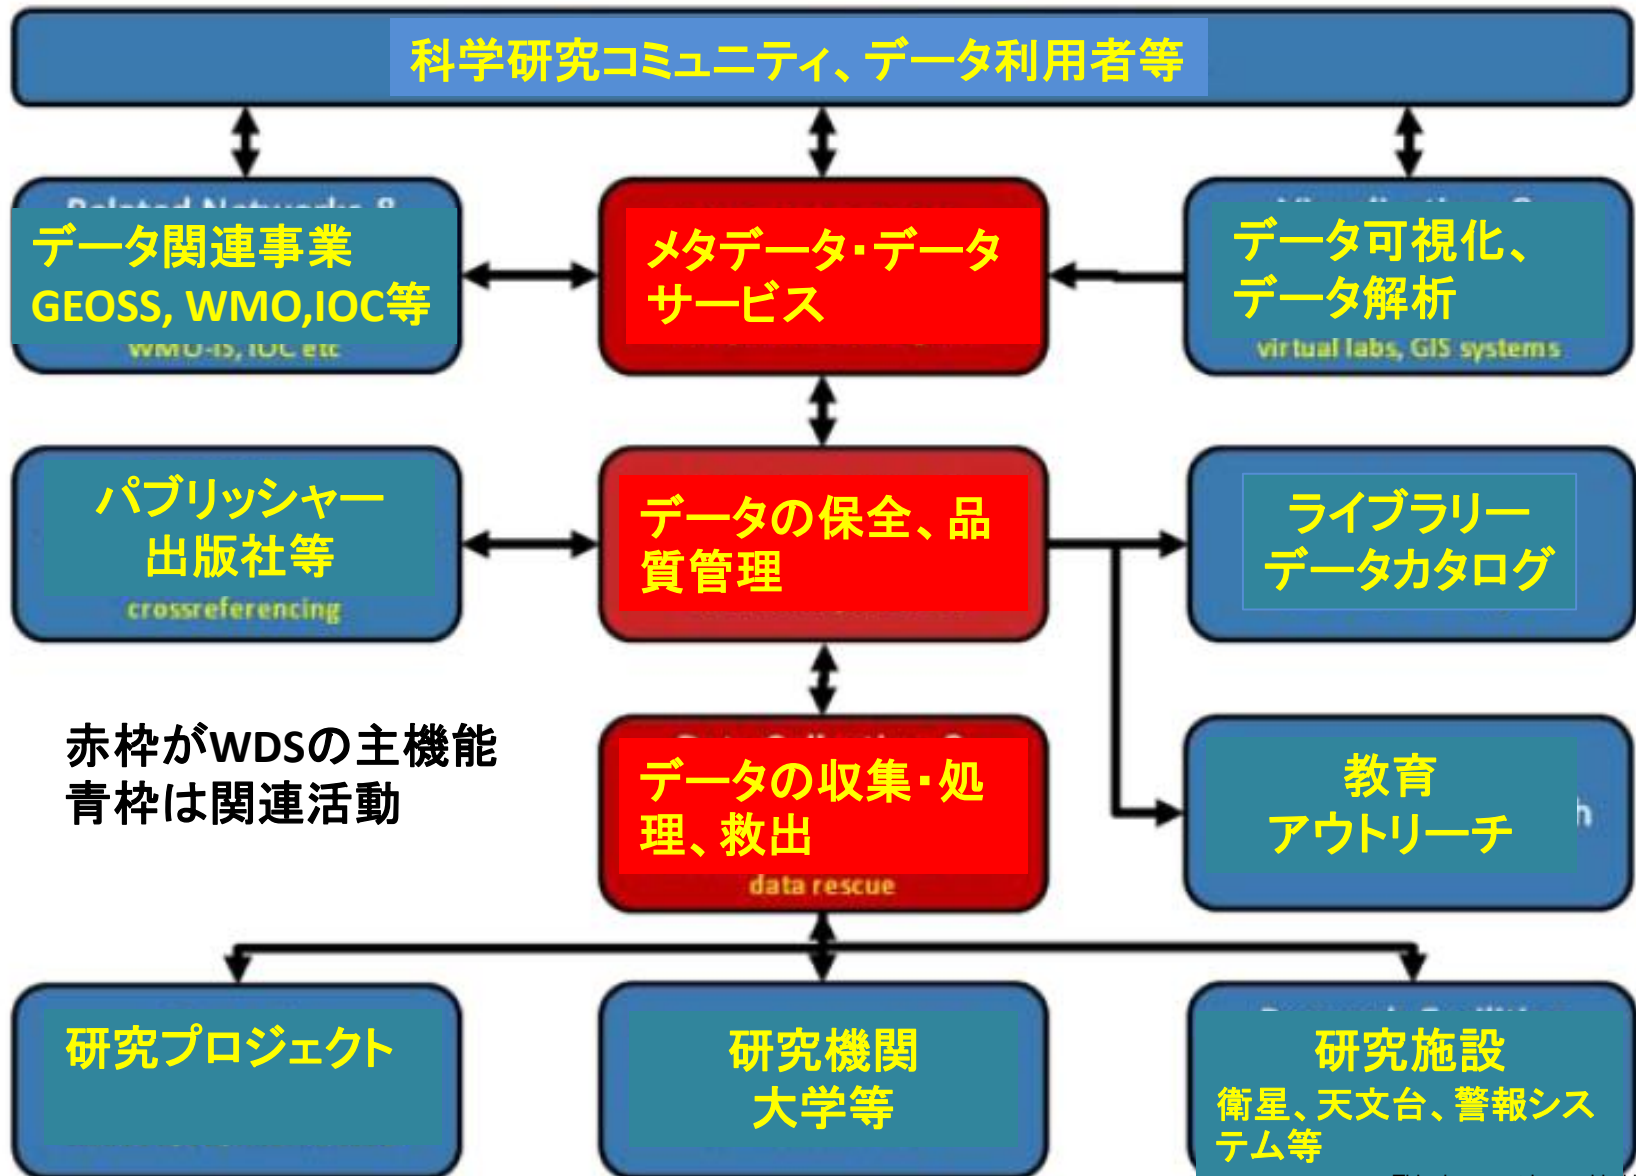 科学研究コミュニティ、データ利用者等
データ関連事業
GEOSS, WMO,IOC等
WMO-IS, IOC etc
メタデータ・データ
サービス
データ可視化、
データ解析
virtual labs, GIS systems
パブリッシャー
出版社等
crossreferencing
データの保全、品
質管理
ライブラリー
データカタログ
赤枠がWDSの主機能
青枠は関連活動
データの収集・処
理、救出
data rescue
教育
アウトリーチ
研究プロジェクト
研究機関
大学等
研究施設
衛星、天文台、警報シス
テム等